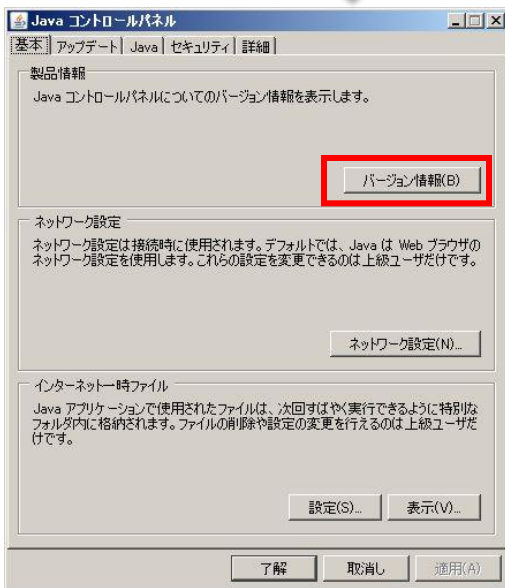 Java コントロールパネル
基本 アップデート Java セキュリティ 詳細
製品情報
Java コントロールパネルについてのバージョン情報を表示します。
バージョン情報(B)
ネットワーク設定
ネットワーク設定は接続時に使用されます。デフォルトでは、Java は Web ブラウザの
ネットワーク設定を使用します。これらの設定を変更できるのは上級ユーザだけです。
ネットワーク設定(N)...
インターネット一時ファイル
Java アプリケーションで使用されたファイルは、次回すばやく実行できるように特別な
フォルダ内に格納されます。ファイルの削除や設定の変更を行えるのは上級ユーザだ
けです。
設定(S)... 表示(V)...
了解 取消し 適用(A)